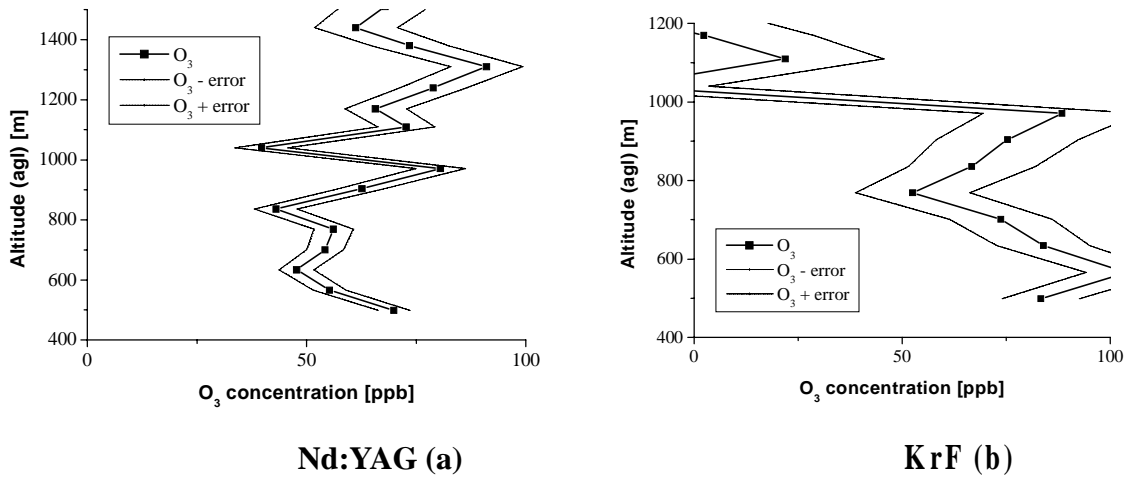 1400
1200
1000
800
600
400
0
50
100
Altitude (agl) [m]
O₃ concentration [ppb]
O₃
O₃ - error
O₃ + error
Nd:YAG (a)
1200
1000
800
600
400
0
50
100
Altitude (agl) [m]
O₃ concentration [ppb]
O₃
O₃ - error
O₃ + error
KrF (b)